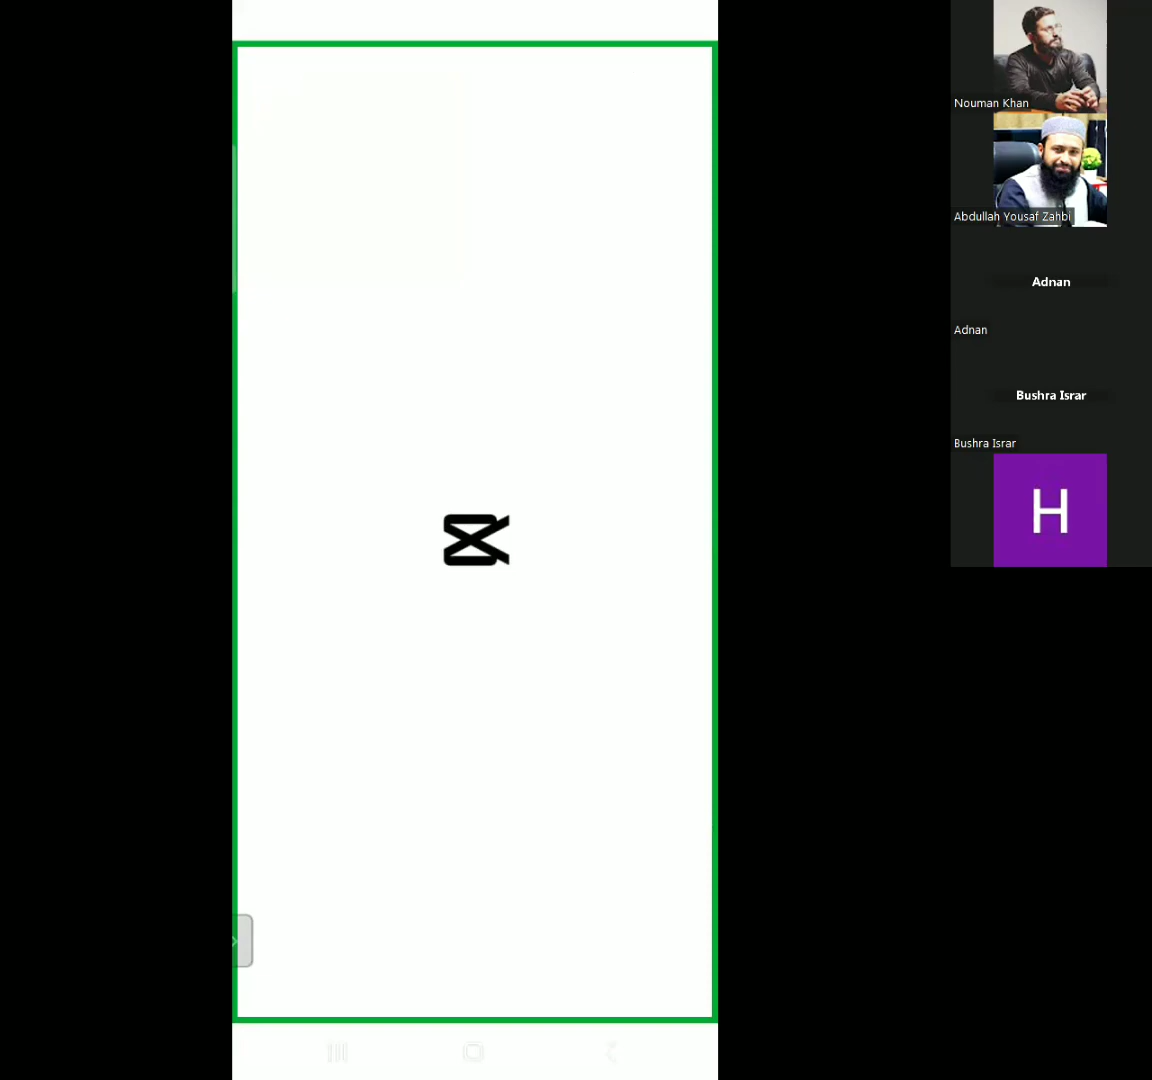 Nouman Khan
Abdullah Yousaf Zahbi
Adnan
Adnan
Bushra Israr
Bushra Israr
H